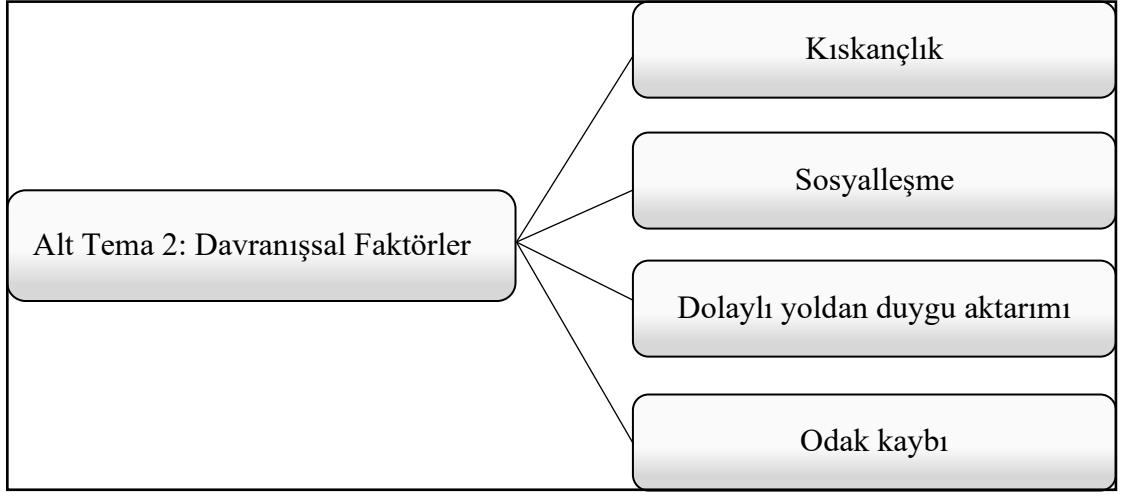 Kıskançlık
Sosyalleşme
Alt Tema 2: Davranışsal Faktörler
Dolaylı yoldan duygu aktarımı
Odak kaybı